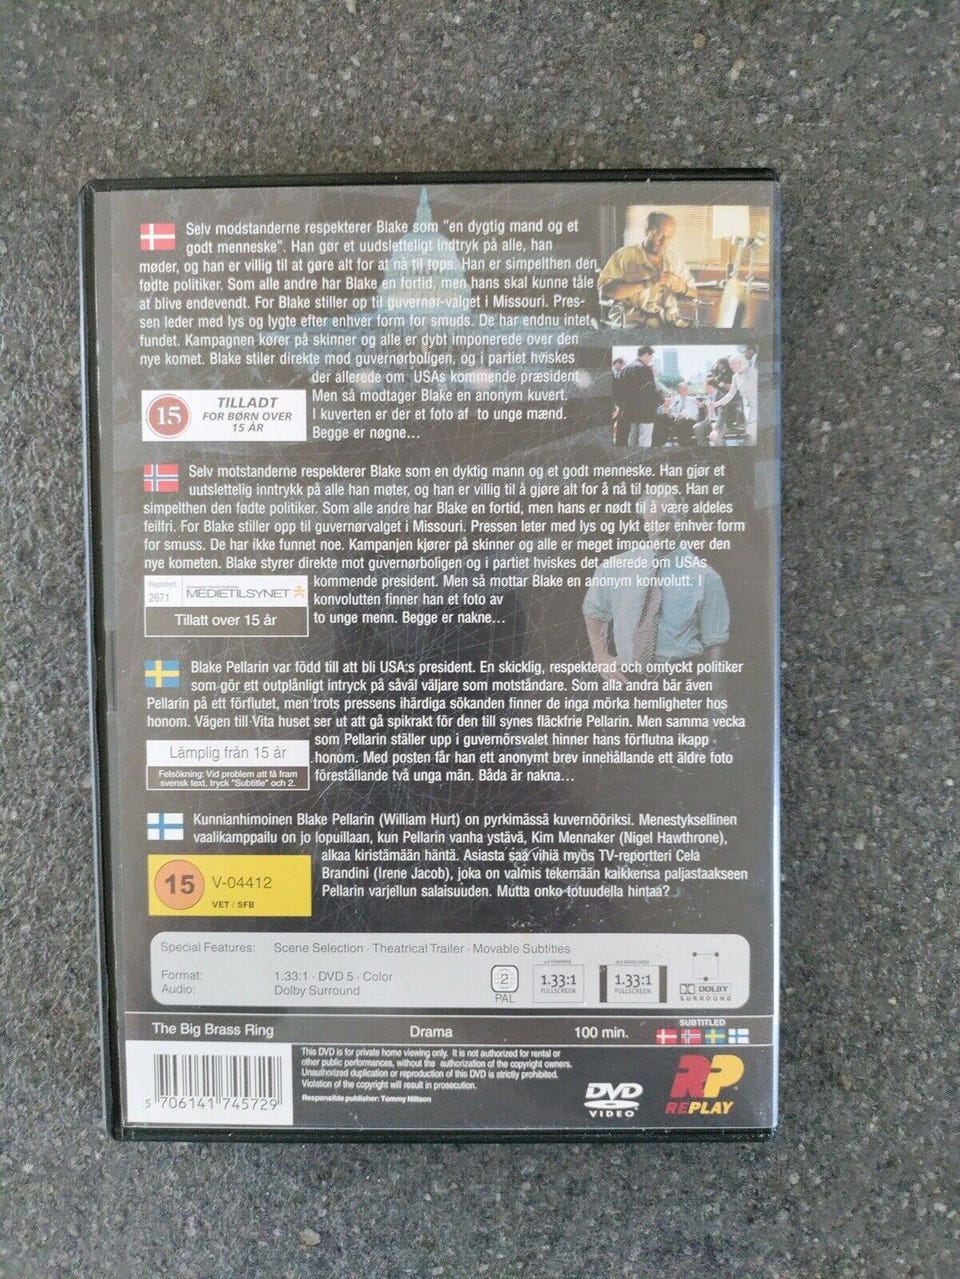 Selv modstanderne respekterer Blake som "en dygtig mand og et
godt menneske". Han gør et uudsletteligt indtryk på alle, han
møder, og han er villig til at gøre alt for at nå til tops. Han er simpelthen den
fødte politiker. Som alle andre har Blake en fortid, men hans skal kunne tåle
at blive endevendt. For Blake stiller op til guvernør-valget i Missouri. Pres-
sen leder med lys og lygte efter enhver form for smuds. De har endnu intet
fundet. Kampagnen kører på skinner og alle er dybt imponerede over den
nye komet. Blake stiler direkte mod guvernørboligen, og i partiet hviskes
der allerede om USAs kommende præsident.
Men så modtager Blake en anonym kuvert.
I kuverten er der et foto af to unge mænd.
Begge er nøgne...
15
TILLADT
FOR BØRN OVER
15 ÅR
Selv motstanderne respekterer Blake som en dyktig mann og et godt menneske. Han gjør et
uutslettelig inntrykk på alle han møter, og han er villig til å gjøre alt for å nå til topps. Han er
simpelthen den fødte politiker. Som alle andre har Blake en fortid, men hans er nødt til å være aldeles
feilfri. For Blake stiller opp til guvernørvalget i Missouri. Pressen leter med lys og lykt etter enhver form
for smuss. De har ikke funnet noe. Kampanjen kjører på skinner og alle er meget imponerte over den
nye kometen. Blake styrer direkte mot guvernørboligen og i partiet hviskes det allerede om USAs
kommende president. Men så mottar Blake en anonym konvolutt. I
konvolutten finner han et foto av
to unge menn. Begge er nakne...
Registrert
2671
MEDIETILSYNET
Tillatt over 15 år
Blake Pellarin var född till att bli USA:s president. En skicklig, respekterad och omtyckt politiker
som gör ett outplånligt intryck på såväl väljare som motståndare. Som alla andra bär även
Pellarin på ett förflutet, men trots pressens ihärdiga sökanden finner de inga mörka hemligheter hos
honom. Vägen till Vita huset ser ut att gå spikrakt för den till synes fläckfrie Pellarin. Men samma vecka
som Pellarin ställer upp i guvernörsvalet hinner hans förflutna ikapp
honom. Med posten får han ett anonymt brev innehållande ett äldre foto
föreställande två unga män. Båda är nakna...
Lämplig från 15 år
Felsökning: Vid problem att få fram
svensk text, tryck "Subtitle" och 2.
Kunnianhimoinen Blake Pellarin (William Hurt) on pyrkimässä kuvernööriksi. Menestyksellinen
vaalikamppailu on jo lopuillaan, kun Pellarin vanha ystävä, Kim Mennaker (Nigel Hawthrone),
alkaa kiristämään häntä. Asiasta saa vihiä myös TV-reportteri Cela
Brandini (Irene Jacob), joka on valmis tekemään kaikkensa paljastaakseen
Pellarin varjellun salaisuuden. Mutta onko totuudella hintaa?
15 V-04412
VET / SFB
Special Features: Scene Selection · Theatrical Trailer · Movable Subtities
Format: 1.33:1 · DVD 5 · Color
Audio: Dolby Surround
2
PAL
1.33:1
FULLSCREEN
1.33:1
FULLSCREEN
DOLBY
SURROUND
The Big Brass Ring Drama 100 min. SUBTITLED
5 706141 745729
This DVD is for private home viewing only. It is not authorized for rental or
other public performances, without the authorization of the copyright owners.
Unauthorized duplication or reproduction of this DVD is strictly prohibited.
Violation of the copyright will result in prosecution.
Responsible publisher: Tommy Nillson
DVD
VIDEO
RP
REPLAY